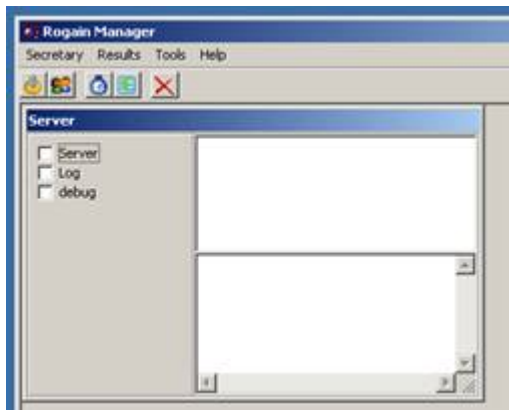 Rogain Manager
Secretary Results Tools Help
Server
Server
Log
debug